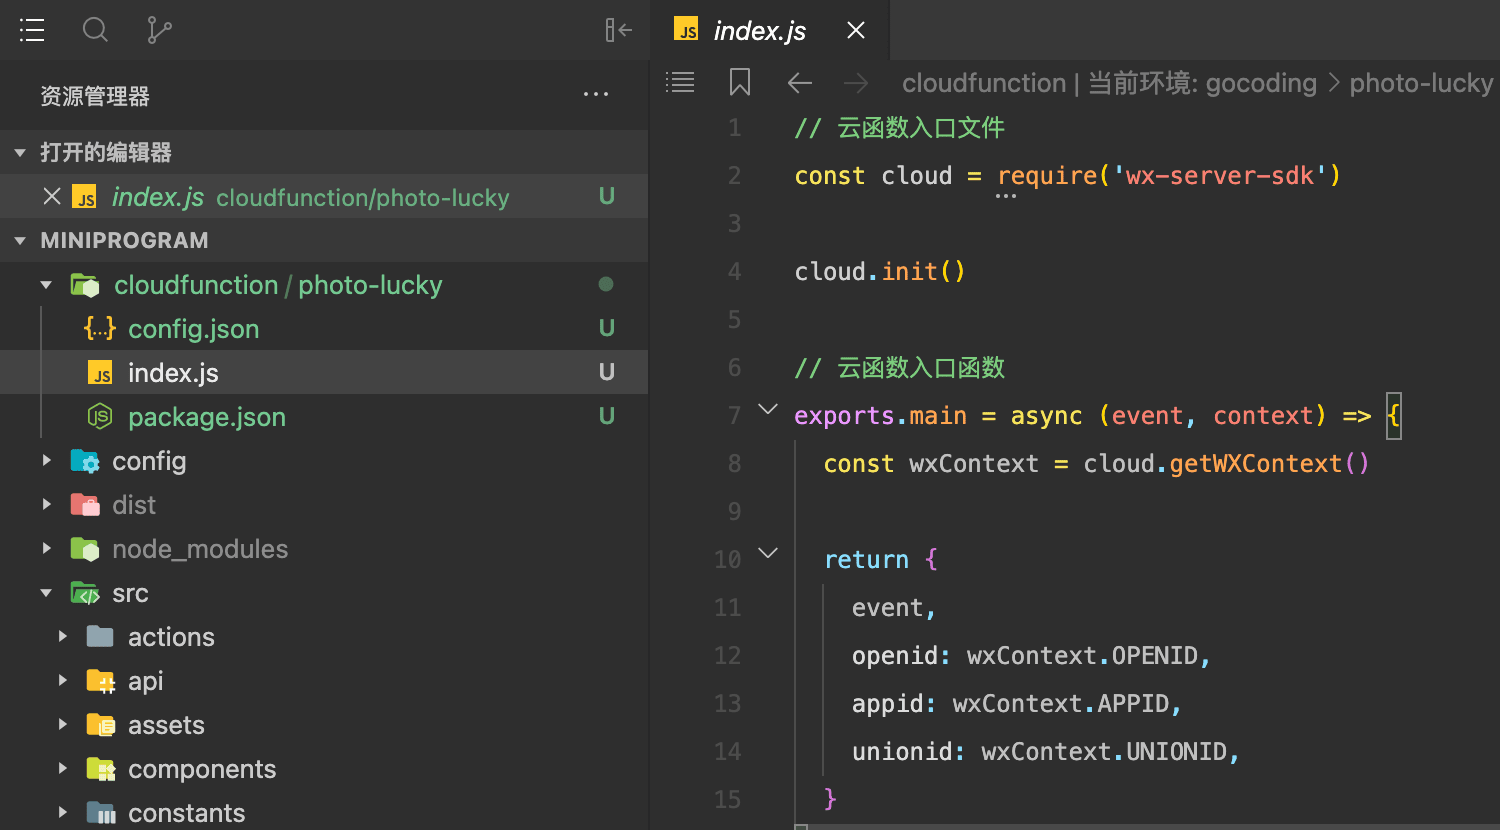 资源管理器
打开的编辑器
index.js cloudfunction/photo-lucky U
MINIPROGRAM
cloudfunction / photo-lucky
config.json U
index.js U
package.json U
config
dist
node_modules
src
actions
api
assets
components
constants
index.js
cloudfunction | 当前环境: gocoding > photo-lucky
1 // 云函数入口文件
2 const cloud = require('wx-server-sdk')
3
4 cloud.init()
5
6 // 云函数入口函数
7 exports.main = async (event, context) => {
8 const wxContext = cloud.getWXContext()
9
10 return {
11 event,
12 openid: wxContext.OPENID,
13 appid: wxContext.APPID,
14 unionid: wxContext.UNIONID,
15 }